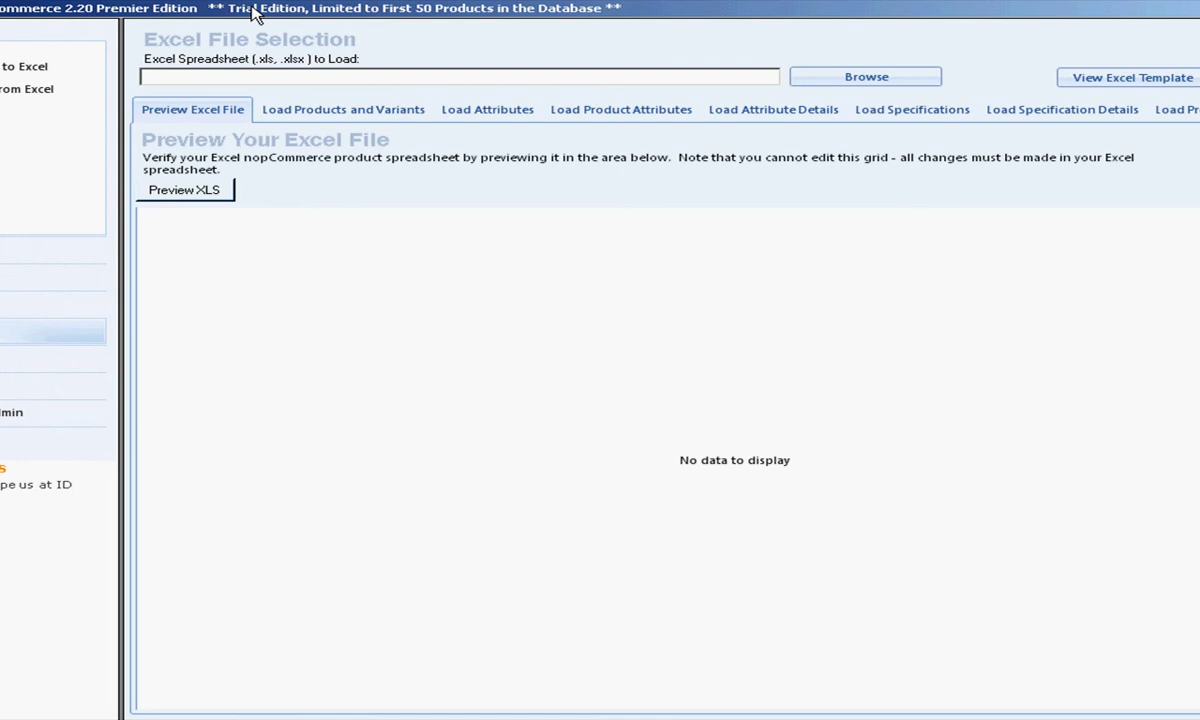 ommerce 2.20 Premier Edition ** Trial Edition, Limited to First 50 Products in the Database **
to Excel
rom Excel
dmin
S
pe us at ID
Excel File Selection
Excel Spreadsheet (.xls, .xlsx ) to Load:
Browse
View Excel Template
Preview Excel File Load Products and Variants Load Attributes Load Product Attributes Load Attribute Details Load Specifications Load Specification Details Load Pr
Preview Your Excel File
Verify your Excel nopCommerce product spreadsheet by previewing it in the area below. Note that you cannot edit this grid - all changes must be made in your Excel
spreadsheet.
Preview XLS
No data to display